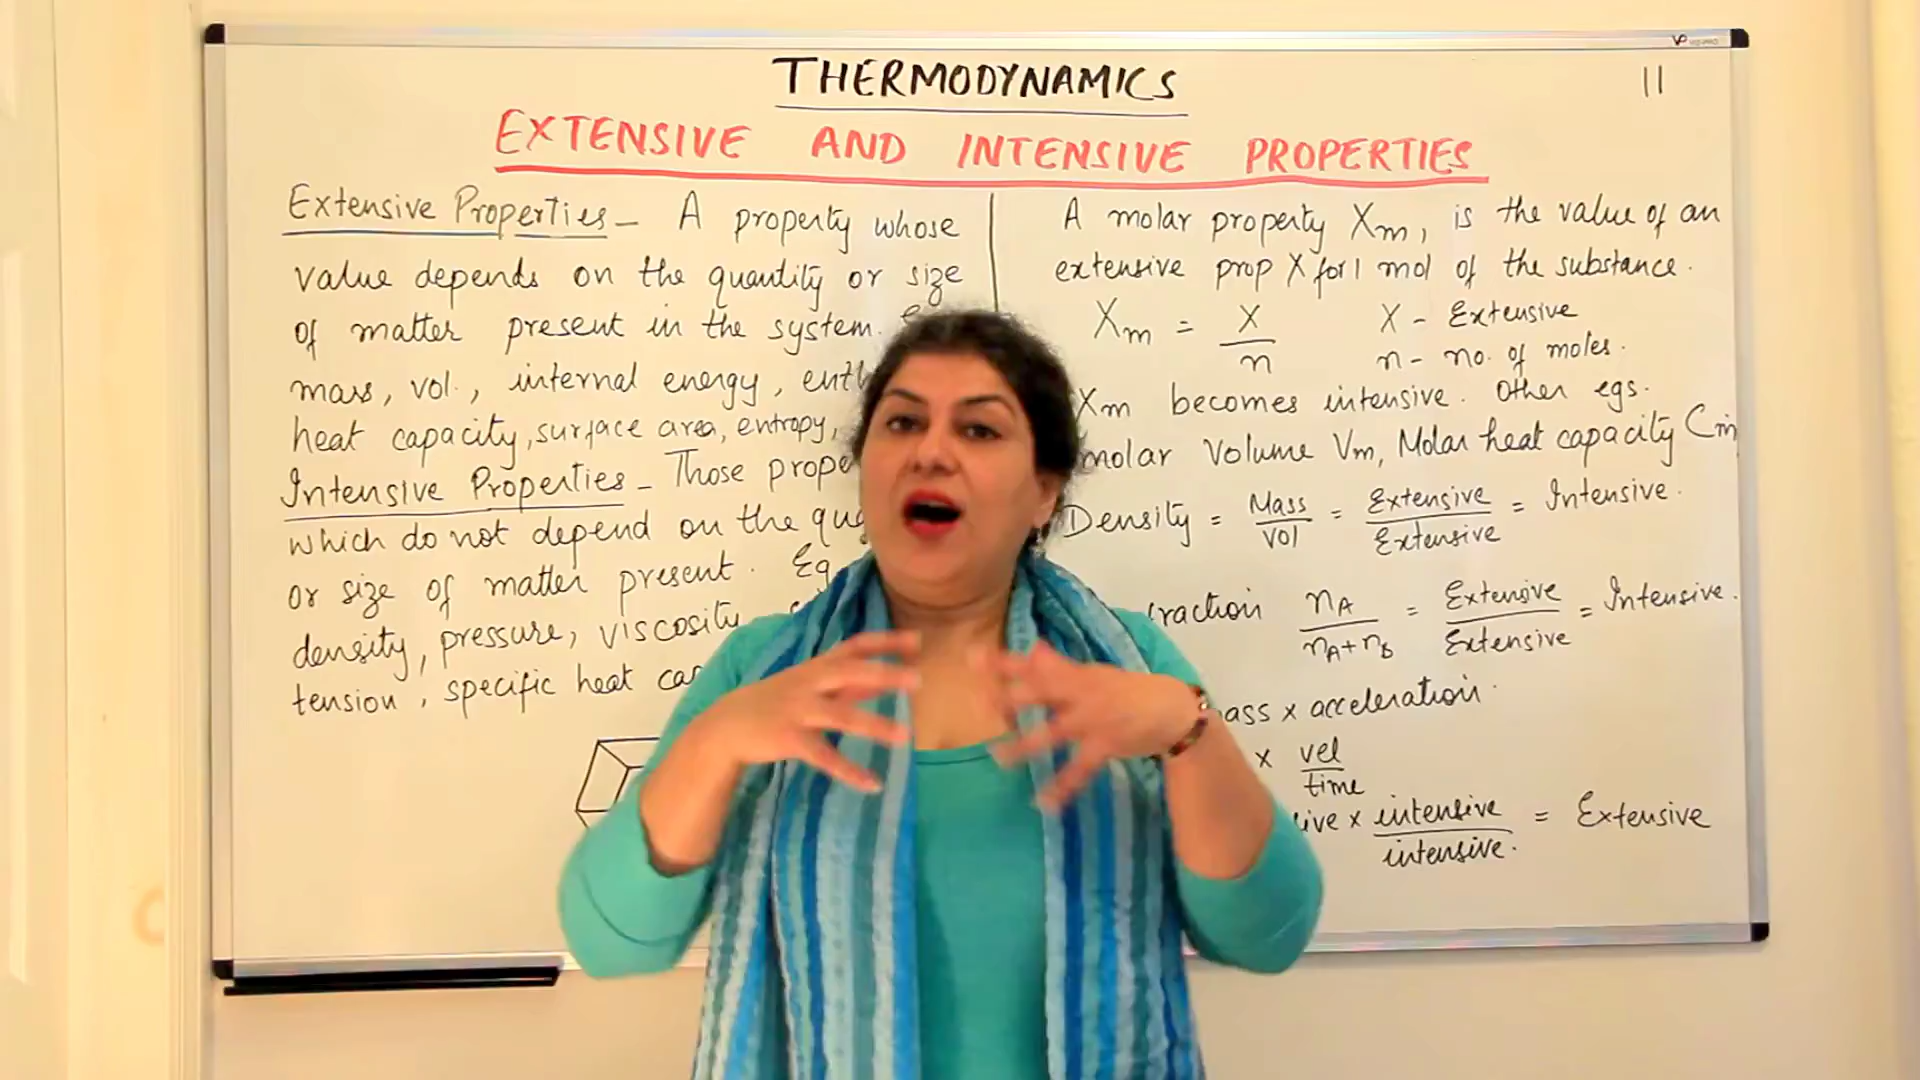 THERMODYNAMICS
11
EXTENSIVE AND INTENSIVE PROPERTIES
Extensive Properties - A property whose
value depends on the quantity or size
of matter present in the system.
mass, vol., internal energy,
heat capacity, surface area, entropy,
Intensive Properties - Those
which do not depend on the
or size of matter present. Eg
density, pressure, viscosity
tension, specific heat
A molar property Xm, is the value of an
extensive prop X for 1 mol of the substance.
Xm = X/n X - Extensive
n - no. of moles.
Xm becomes intensive. Other egs.
molar Volume Vm, Molar heat capacity Cm
Density = Mass/Vol = Extensive/Extensive = Intensive.
nA/nA+nB = Extensive/Extensive = Intensive.
x acceleration.
x vel/time
x intensive/intensive. = Extensive